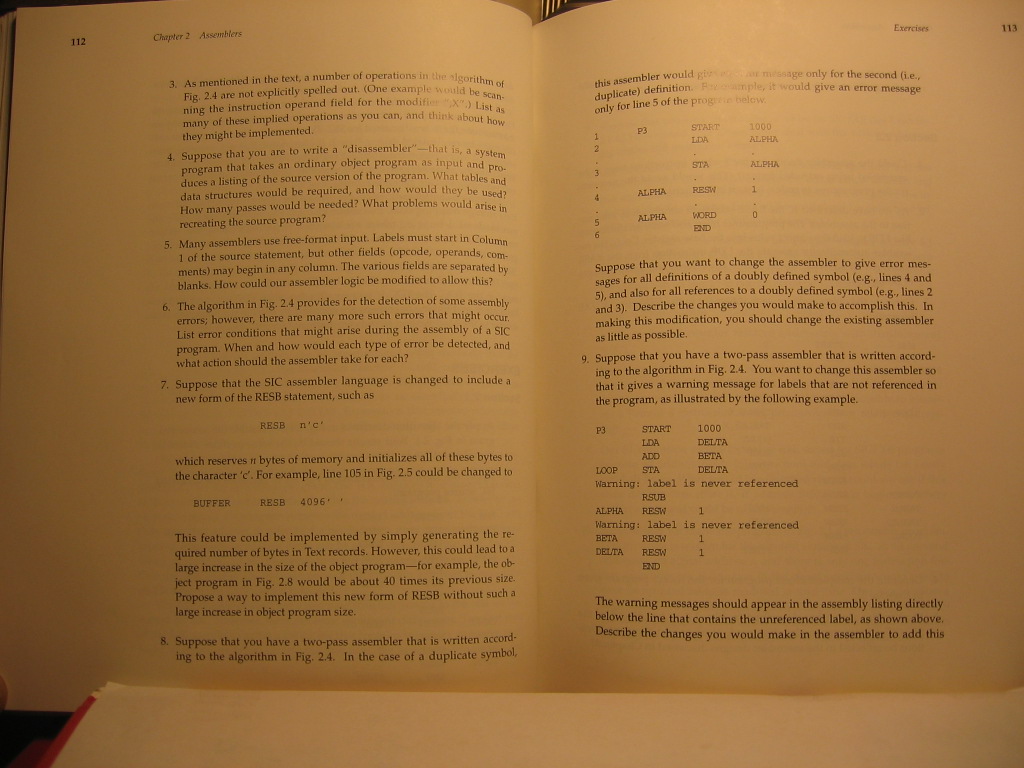 112
Chapter 2 Assemblers
3. As mentioned in the text, a number of operations in the algorithm of
Fig. 2.4 are not explicitly spelled out. (One example would be scan-
ning the instruction operand field for the modifier ",X".) List as
many of these implied operations as you can, and think about how
they might be implemented.
4. Suppose that you are to write a "disassembler"—that is, a system
program that takes an ordinary object program as input and pro-
duces a listing of the source version of the program. What tables and
data structures would be required, and how would they be used?
How many passes would be needed? What problems would arise in
recreating the source program?
5. Many assemblers use free-format input. Labels must start in Column
1 of the source statement, but other fields (opcode, operands, com-
ments) may begin in any column. The various fields are separated by
blanks. How could our assembler logic be modified to allow this?
6. The algorithm in Fig. 2.4 provides for the detection of some assembly
errors; however, there are many more such errors that might occur.
List error conditions that might arise during the assembly of a SIC
program. When and how would each type of error be detected, and
what action should the assembler take for each?
7. Suppose that the SIC assembler language is changed to include a
new form of the RESB statement, such as
RESB n'c'
which reserves n bytes of memory and initializes all of these bytes to
the character 'c'. For example, line 105 in Fig. 2.5 could be changed to
BUFFER RESB 4096' '
This feature could be implemented by simply generating the re-
quired number of bytes in Text records. However, this could lead to a
large increase in the size of the object program—for example, the ob-
ject program in Fig. 2.8 would be about 40 times its previous size.
Propose a way to implement this new form of RESB without such a
large increase in object program size.
8. Suppose that you have a two-pass assembler that is written accord-
ing to the algorithm in Fig. 2.4. In the case of a duplicate symbol,
Exercises
113
this assembler would give message only for the second (i.e.,
duplicate) definition. For example, it would give an error message
only for line 5 of the program below.
1 P3 START 1000
2 LDA ALPHA
. .
3 STA ALPHA
. .
4 ALPHA RESW 1
. .
5 ALPHA WORD 0
6 END
Suppose that you want to change the assembler to give error mes-
sages for all definitions of a doubly defined symbol (e.g., lines 4 and
5), and also for all references to a doubly defined symbol (e.g., lines 2
and 3). Describe the changes you would make to accomplish this. In
making this modification, you should change the existing assembler
as little as possible.
9. Suppose that you have a two-pass assembler that is written accord-
ing to the algorithm in Fig. 2.4. You want to change this assembler so
that it gives a warning message for labels that are not referenced in
the program, as illustrated by the following example.
P3 START 1000
LDA DELTA
ADD BETA
LOOP STA DELTA
Warning: label is never referenced
RSUB
ALPHA RESW 1
Warning: label is never referenced
BETA RESW 1
DELTA RESW 1
END
The warning messages should appear in the assembly listing directly
below the line that contains the unreferenced label, as shown above.
Describe the changes you would make in the assembler to add this